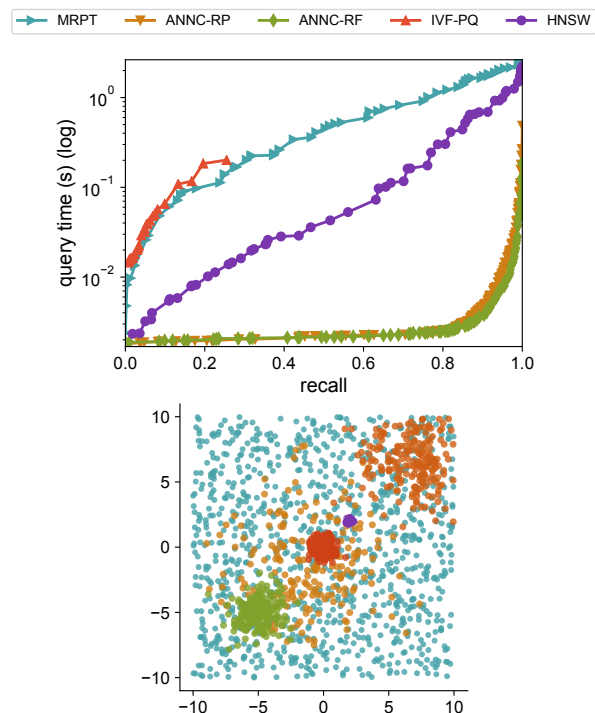 MRPT ANNC-RP ANNC-RF IVF-PQ HNSW
10⁰
10⁻¹
10⁻²
query time (s) (log)
0.0 0.2 0.4 0.6 0.8 1.0
recall
10
5
0
−5
−10
−10 −5 0 5 10